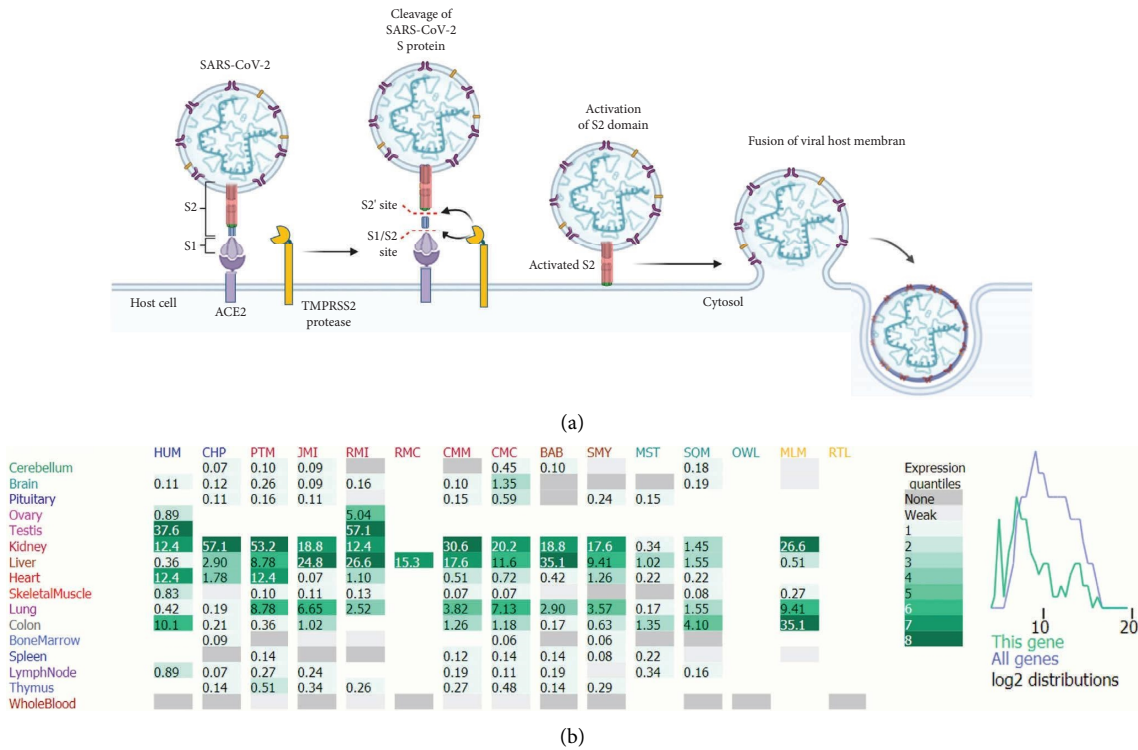 SARS-CoV-2
Cleavage of
SARS-CoV-2
S protein
Activation
of S2 domain
Fusion of viral host membran
S2
S1
S2' site
S1/S2
site
Activated S2
Host cell
ACE2
TMPRSS2
protease
Cytosol
(a)
HUM CHP PTM JMI RMI RMC CMM CMC BAB SMY MST SOM OWL MLM RTL
Cerebellum 0.07 0.10 0.09 0.45 0.10 0.18
Brain 0.11 0.12 0.26 0.09 0.16 0.10 1.35 0.19
Pituitary 0.11 0.16 0.11 0.15 0.59 0.24 0.15
Ovary 0.89 5.04
Testis 37.6 57.1
Kidney 12.4 57.1 53.2 18.8 12.4 30.6 20.2 18.8 17.6 0.34 1.45 26.6
Liver 0.36 2.90 8.78 24.8 26.6 15.3 17.6 11.6 35.1 9.41 1.02 1.55 0.51
Heart 12.4 1.78 12.4 0.07 1.10 0.51 0.72 0.42 1.26 0.22 0.22
SkeletalMuscle 0.83 0.10 0.11 0.13 0.07 0.07 0.08 0.27
Lung 0.42 0.19 8.78 6.65 2.52 3.82 7.13 2.90 3.57 0.17 1.55 9.41
Colon 10.1 0.21 0.36 1.02 1.26 1.18 0.17 0.63 1.35 4.10 35.1
BoneMarrow 0.09 0.06 0.06
Spleen 0.14 0.12 0.14 0.14 0.08 0.22
LymphNode 0.89 0.07 0.27 0.24 0.19 0.11 0.19 0.34 0.16
Thymus 0.14 0.51 0.34 0.26 0.27 0.48 0.14 0.29
WholeBlood
Expression
quantiles
None
Weak
1
2
3
4
5
6
7
8
10 20
This gene
All genes
log2 distributions
(b)